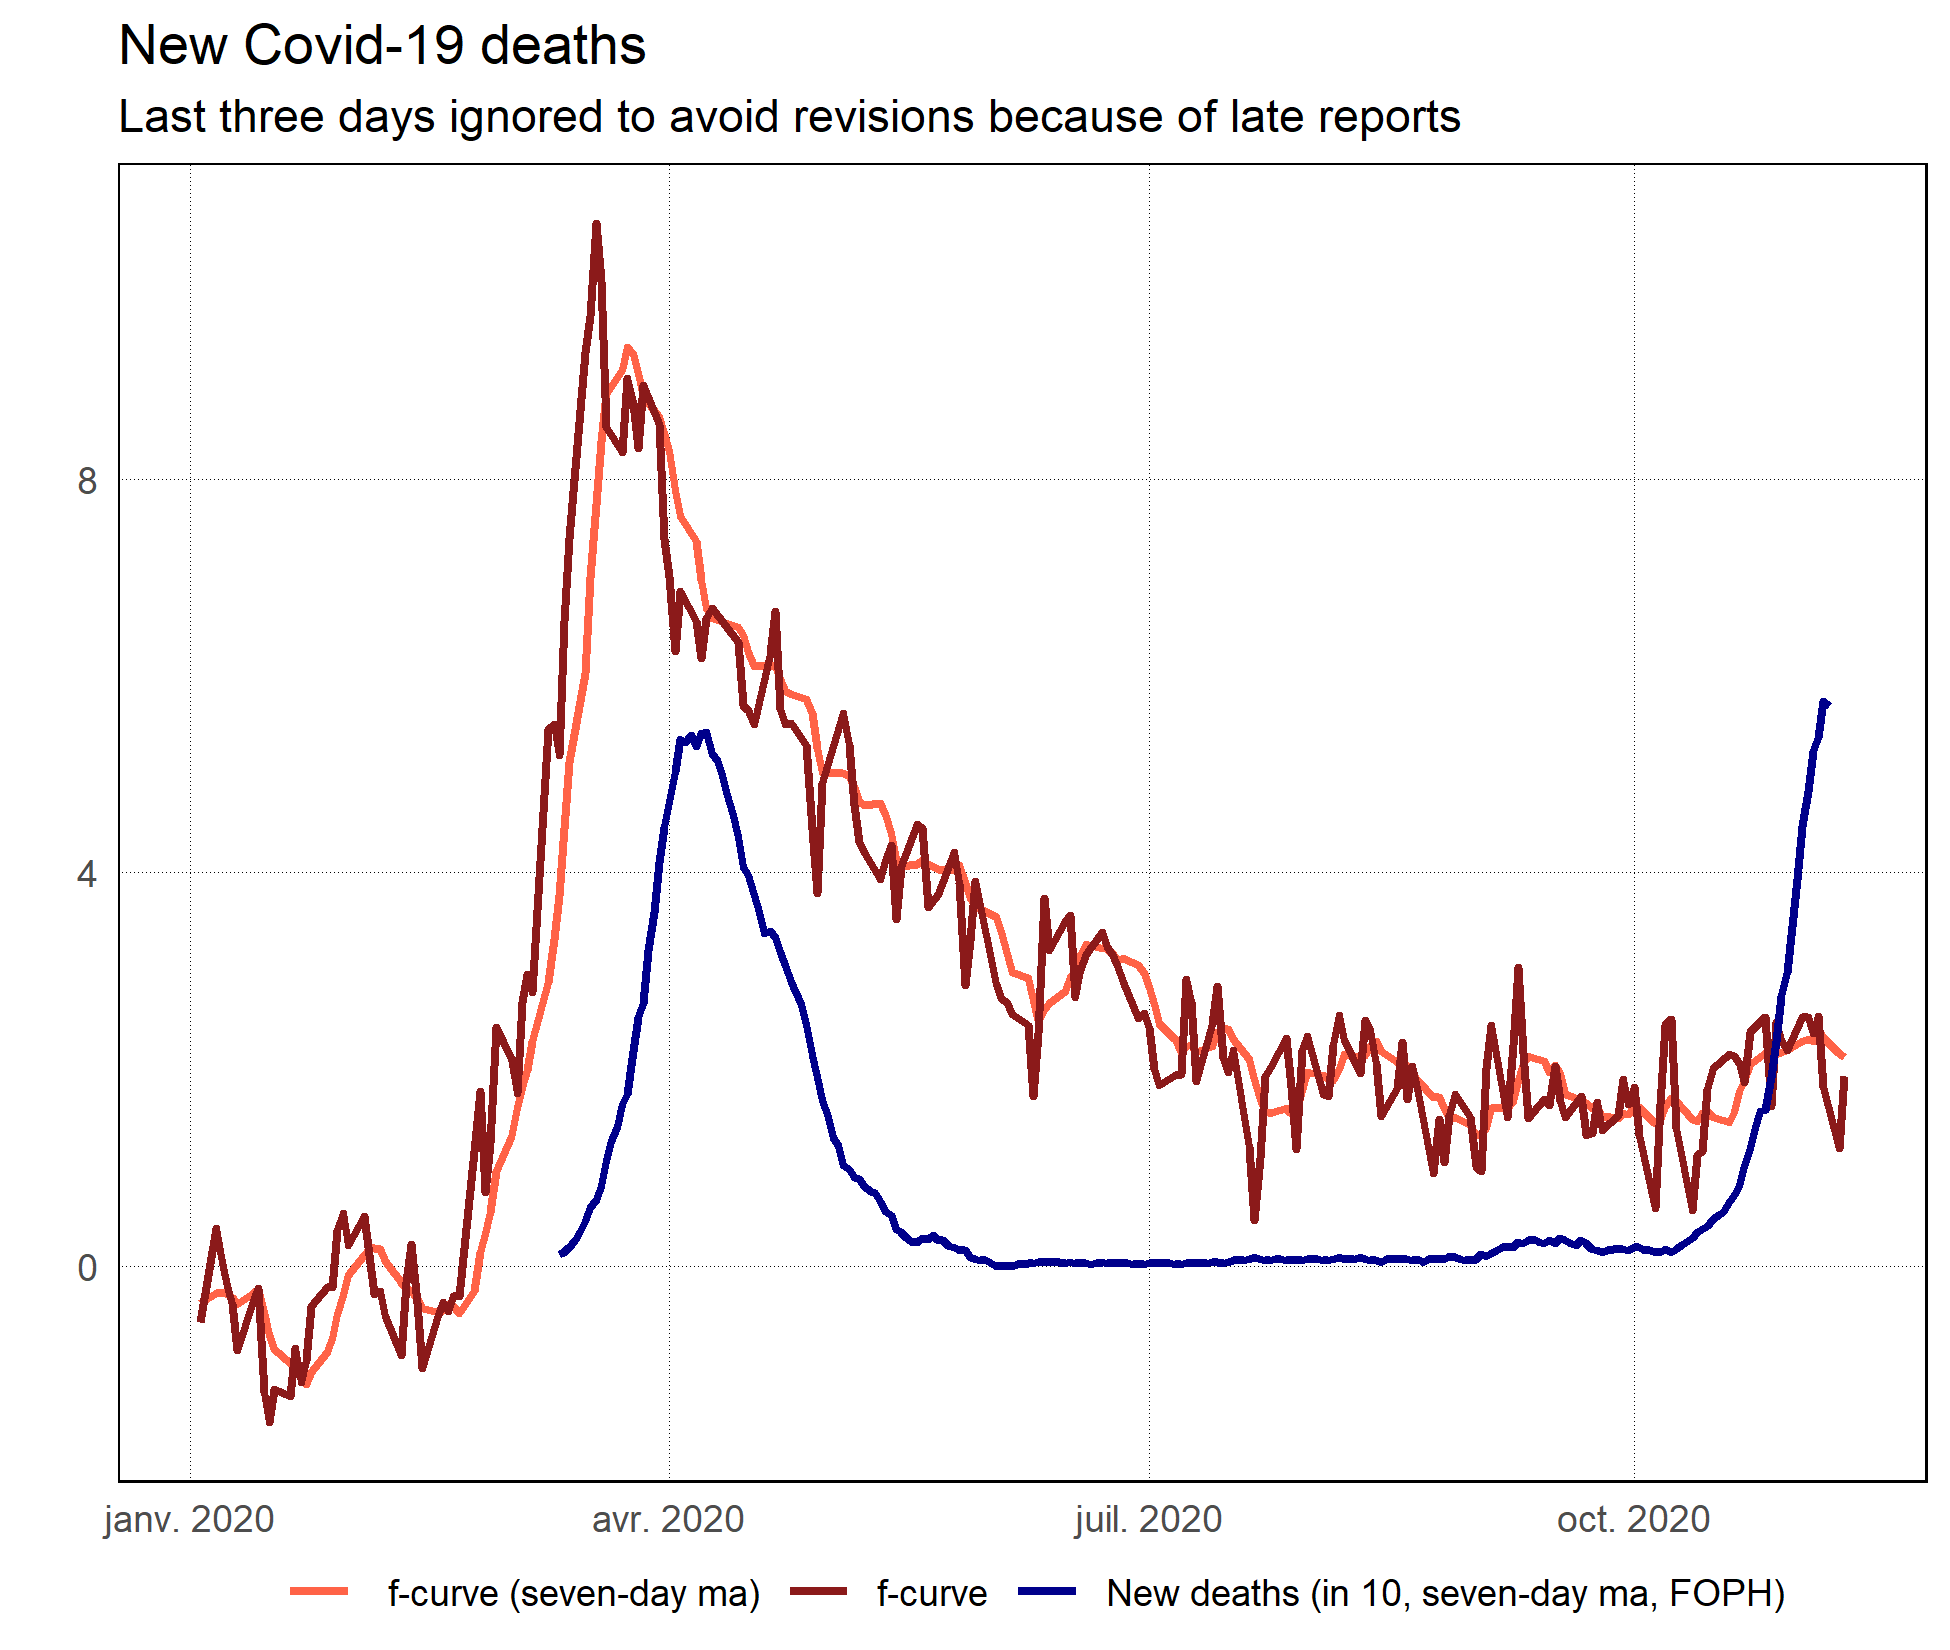 New Covid-19 deaths
Last three days ignored to avoid revisions because of late reports
8
4
0
janv. 2020 avr. 2020 juil. 2020 oct. 2020
f-curve (seven-day ma) f-curve New deaths (in 10, seven-day ma, FOPH)